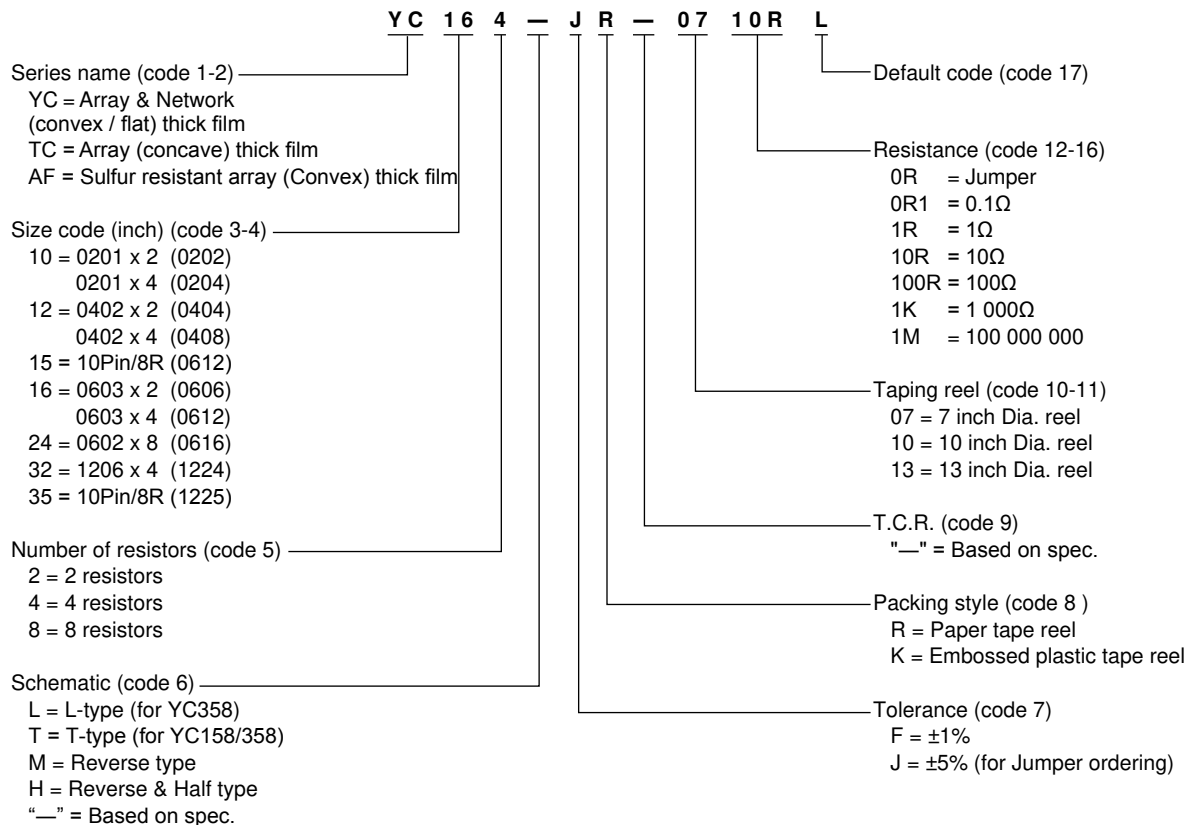 YC 16 4 — J R — 07 10R L
Series name (code 1-2)
YC = Array & Network
(convex / flat) thick film
TC = Array (concave) thick film
AF = Sulfur resistant array (Convex) thick film
Size code (inch) (code 3-4)
10 = 0201 x 2 (0202)
0201 x 4 (0204)
12 = 0402 x 2 (0404)
0402 x 4 (0408)
15 = 10Pin/8R (0612)
16 = 0603 x 2 (0606)
0603 x 4 (0612)
24 = 0602 x 8 (0616)
32 = 1206 x 4 (1224)
35 = 10Pin/8R (1225)
Number of resistors (code 5)
2 = 2 resistors
4 = 4 resistors
8 = 8 resistors
Schematic (code 6)
L = L-type (for YC358)
T = T-type (for YC158/358)
M = Reverse type
H = Reverse & Half type
“—” = Based on spec.
Default code (code 17)
Resistance (code 12-16)
0R = Jumper
0R1 = 0.1Ω
1R = 1Ω
10R = 10Ω
100R = 100Ω
1K = 1 000Ω
1M = 100 000 000
Taping reel (code 10-11)
07 = 7 inch Dia. reel
10 = 10 inch Dia. reel
13 = 13 inch Dia. reel
T.C.R. (code 9)
"—" = Based on spec.
Packing style (code 8 )
R = Paper tape reel
K = Embossed plastic tape reel
Tolerance (code 7)
F = ±1%
J = ±5% (for Jumper ordering)